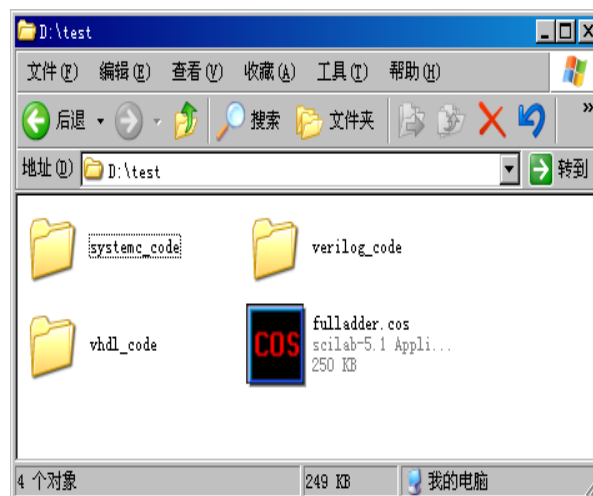 D:\test
文件(F) 编辑(E) 查看(V) 收藏(A) 工具(T) 帮助(H)
后退 搜索 文件夹 »
地址(D) D:\test 转到
systemc_code verilog_code
vhdl_code
COS
fulladder.cos
scilab-5.1 Appli...
250 KB
4 个对象 249 KB 我的电脑